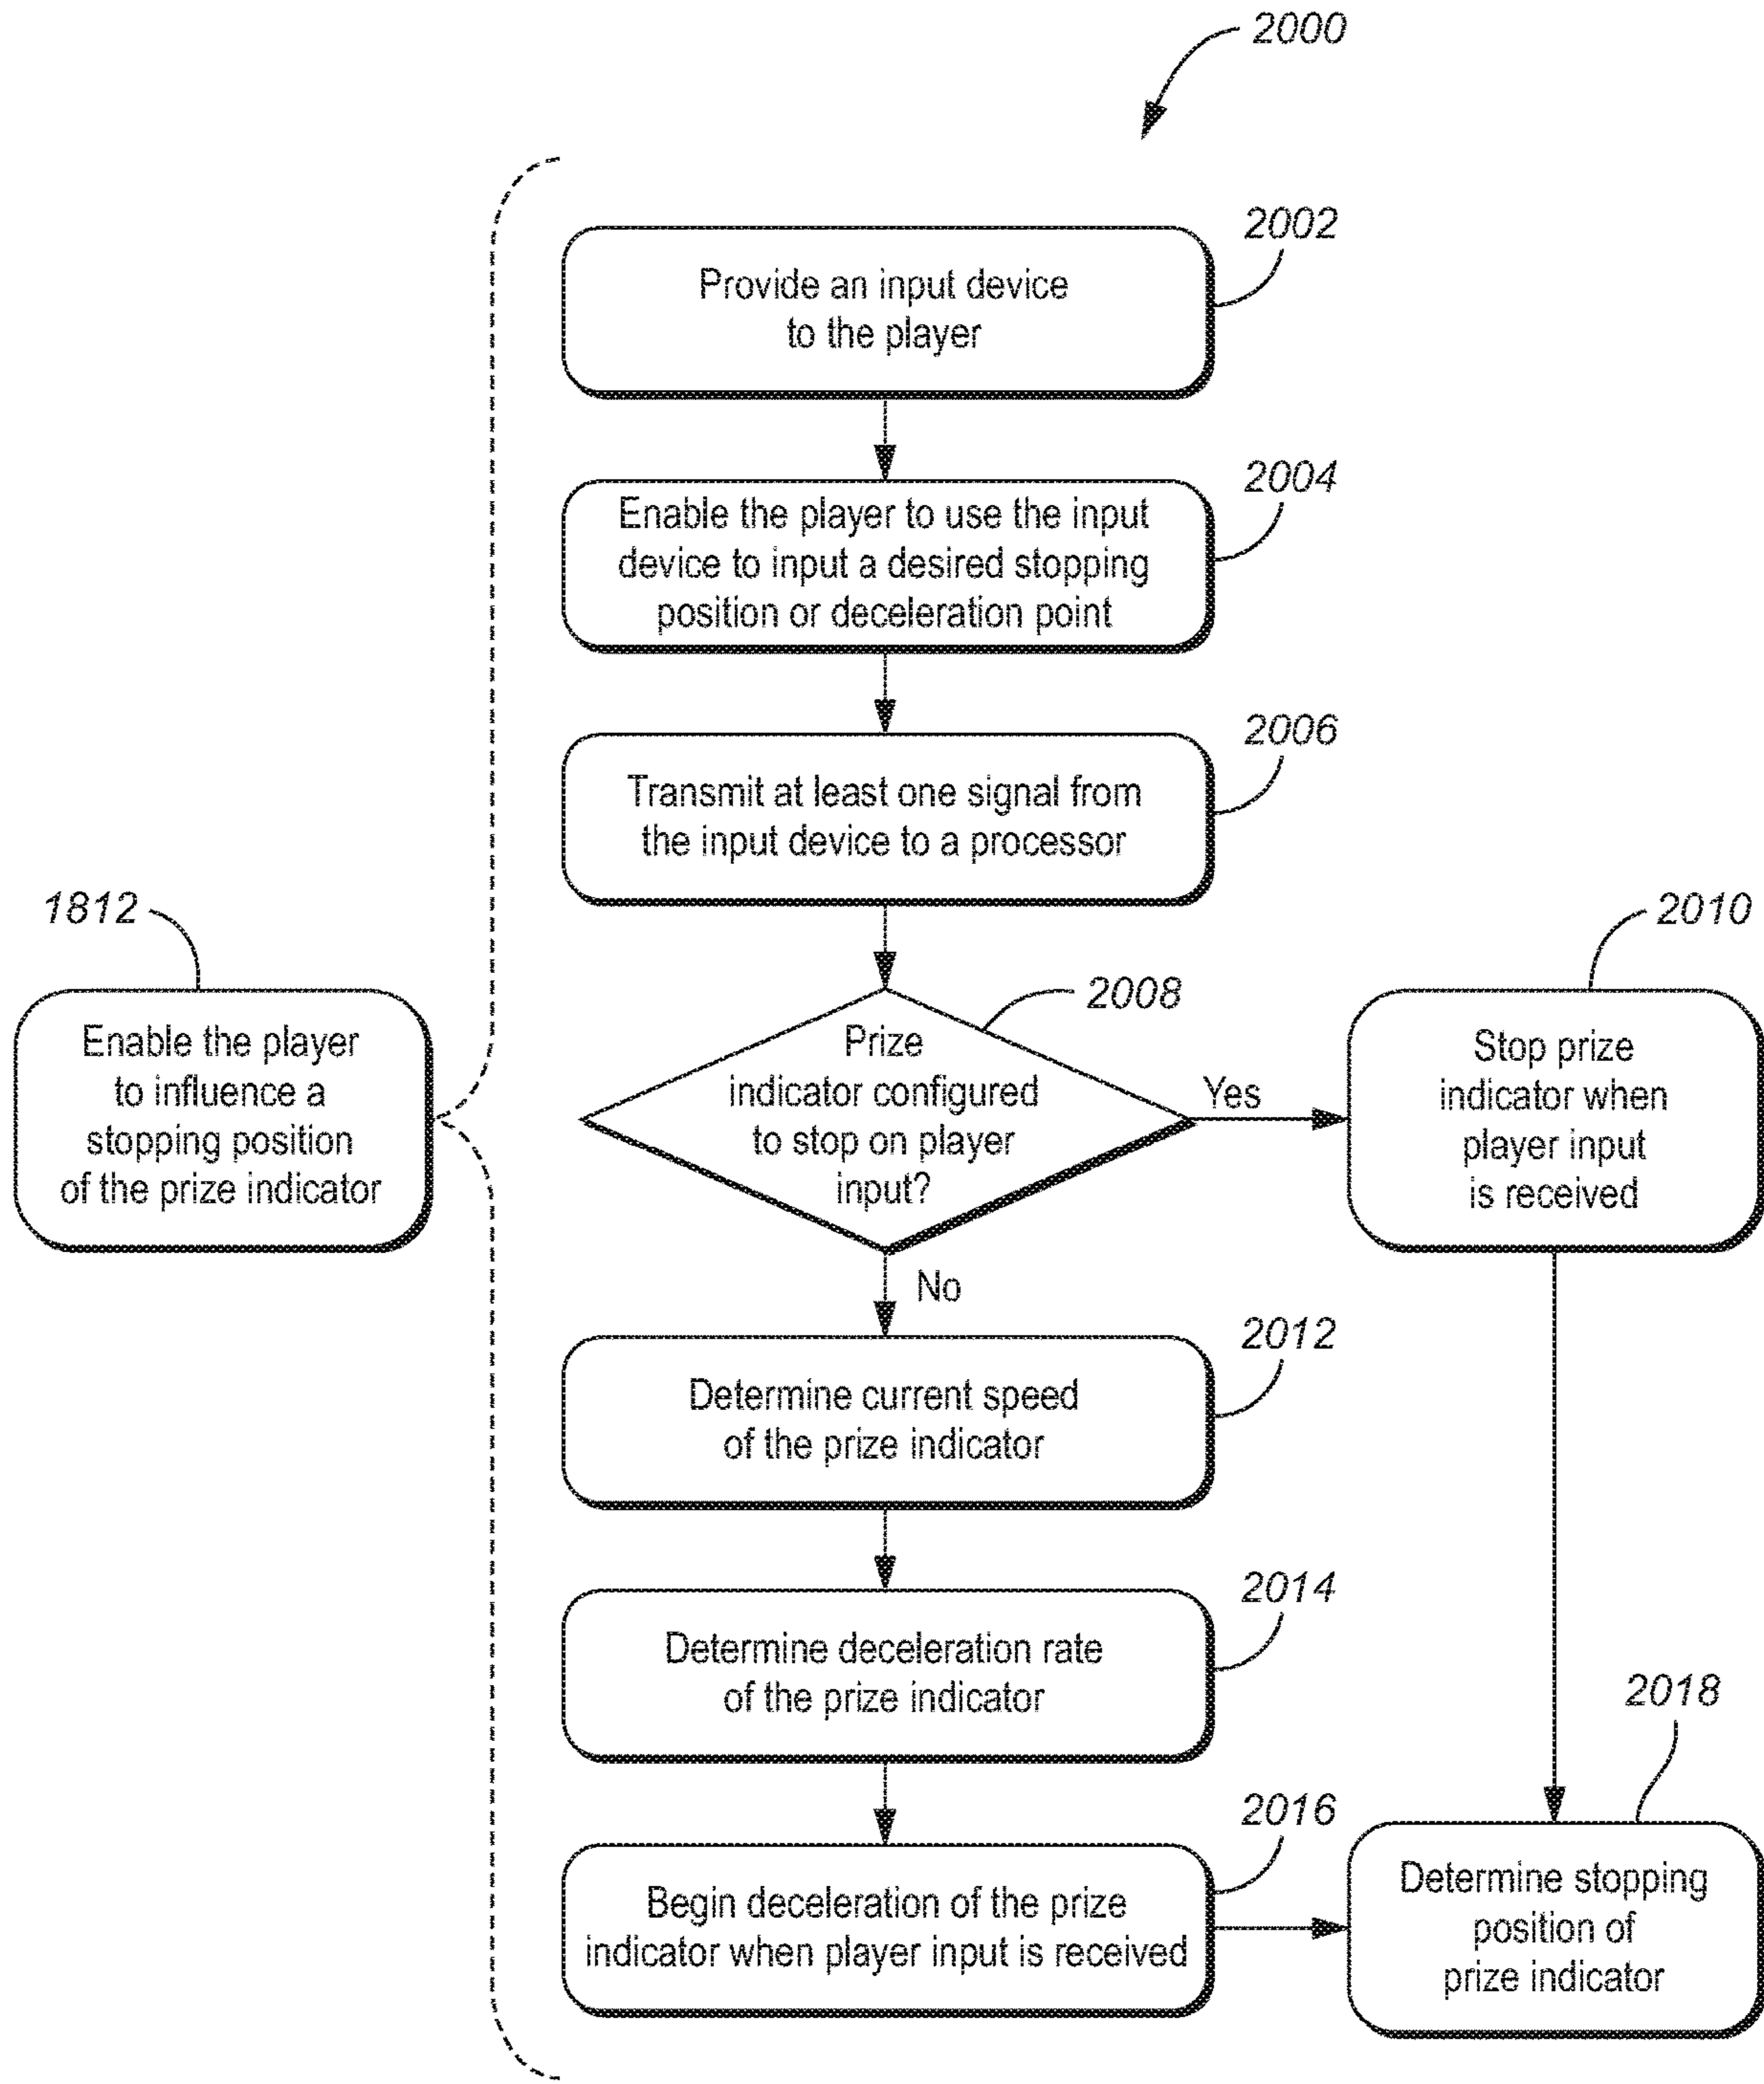 2000
2002
Provide an input device
to the player
2004
Enable the player to use the input
device to input a desired stopping
position or deceleration point
2006
Transmit at least one signal from
the input device to a processor
1812
Enable the player
to influence a
stopping position
of the prize indicator
2008
Prize
indicator configured
to stop on player
input?
Yes
2010
Stop prize
indicator when
player input
is received
No
2012
Determine current speed
of the prize indicator
2014
Determine deceleration rate
of the prize indicator
2016
Begin deceleration of the prize
indicator when player input is received
2018
Determine stopping
position of
prize indicator